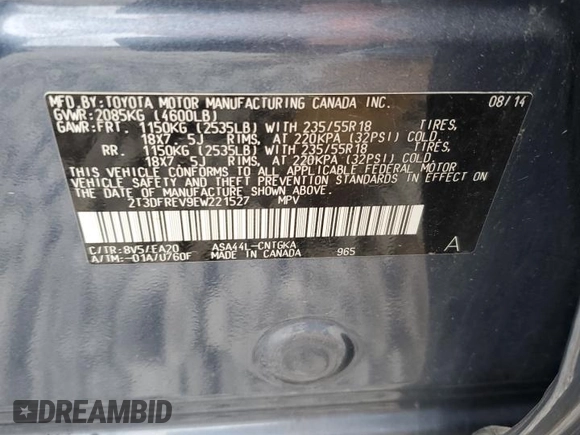 MFD.BY:TOYOTA MOTOR MANUFACTURING CANADA INC. 08/14
GVWR:2085KG (4600LB)
GAWR:FRT. 1150KG (2535LB) WITH 235/55R18 TIRES,
18X7 5J RIMS, AT 220KPA (32PSI) COLD.
RR. 1150KG (2535LB) WITH 235/55R18 TIRES,
18X7 5J RIMS, AT 220KPA (32PSI) COLD.
THIS VEHICLE CONFORMS TO ALL APPLICABLE FEDERAL MOTOR
VEHICLE SAFETY STANDARDS IN EFFECT ON THE DATE OF
MANUFACTURE SHOWN ABOVE.
2T3DFREV9EW221527 MPV
C/TR:8V5/EA20 ASA44L-CNTGKA
A/TM:-01A/U760F MADE IN CANADA 965 A
DREAMBID